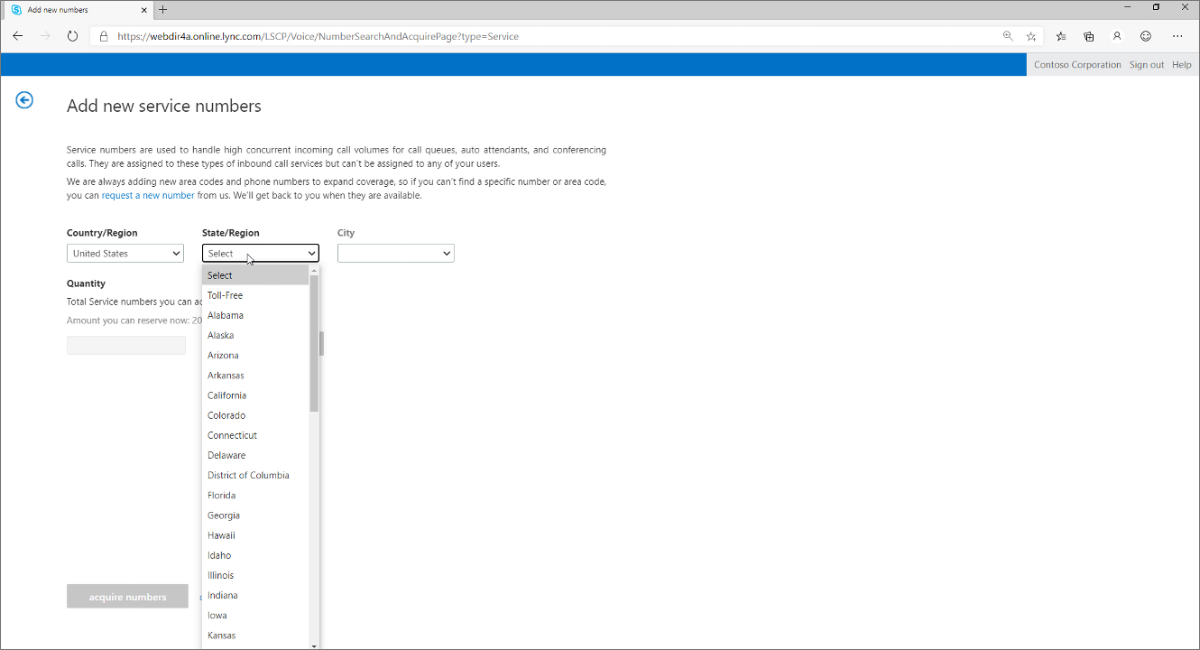 Add new numbers
https://webdir4a.online.lync.com/LSCP/Voice/NumberSearchAndAcquirePage?type=Service
Contoso Corporation Sign out Help
Add new service numbers
Service numbers are used to handle high concurrent incoming call volumes for call queues, auto attendants, and conferencing
calls. They are assigned to these types of inbound call services but can't be assigned to any of your users.
We are always adding new area codes and phone numbers to expand coverage, so if you can't find a specific number or area code,
you can request a new number from us. We'll get back to you when they are available.
Country/Region State/Region City
United States Select
Quantity
Total Service numbers you can
Amount you can reserve now: 20
Select
Toll-Free
Alabama
Alaska
Arizona
Arkansas
California
Colorado
Connecticut
Delaware
District of Columbia
Florida
Georgia
Hawaii
Idaho
Illinois
Indiana
Iowa
Kansas
acquire numbers